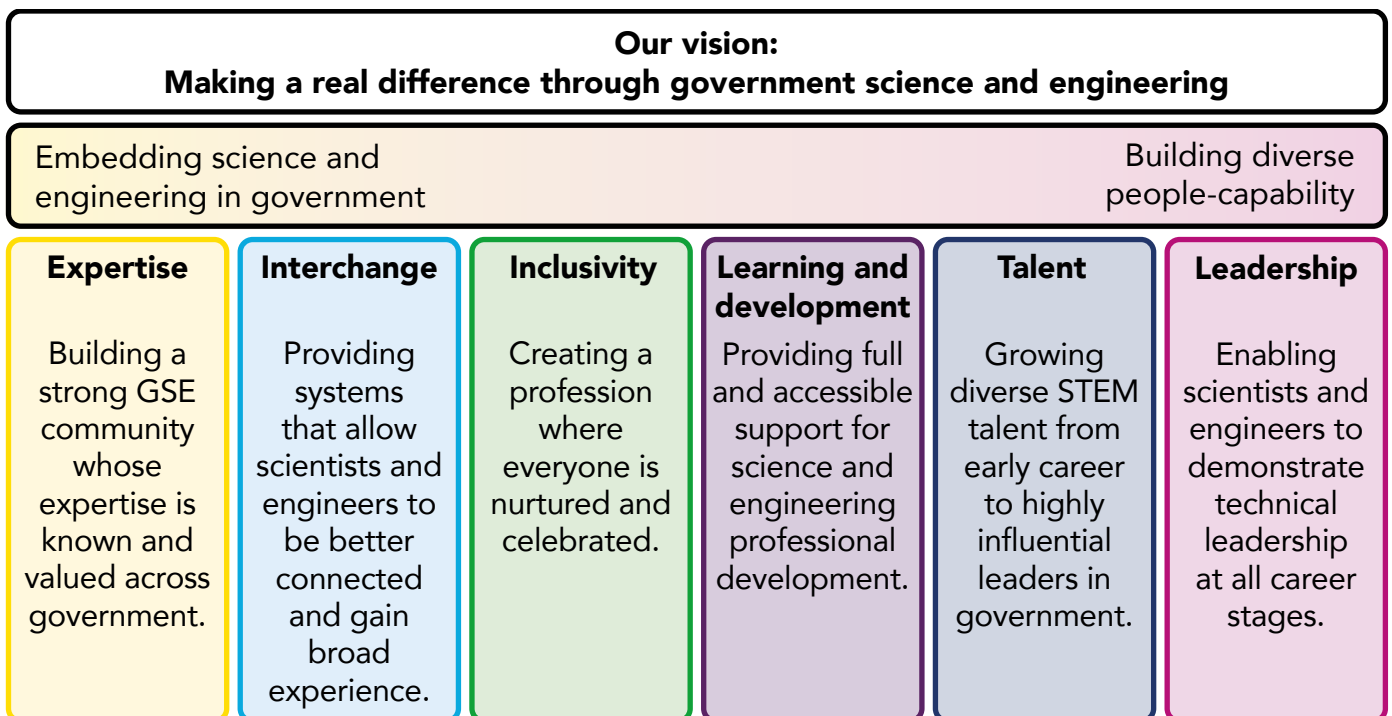 Our vision:
Making a real difference through government science and engineering
Embedding science and
engineering in government
Building diverse
people-capability
Expertise
Building a
strong GSE
community
whose
expertise is
known and
valued across
government.
Interchange
Providing
systems
that allow
scientists and
engineers to
be better
connected
and gain
broad
experience.
Inclusivity
Creating a
profession
where
everyone is
nurtured and
celebrated.
Learning and
development
Providing full
and accessible
support for
science and
engineering
professional
development.
Talent
Growing
diverse STEM
talent from
early career
to highly
influential
leaders in
government.
Leadership
Enabling
scientists and
engineers to
demonstrate
technical
leadership
at all career
stages.